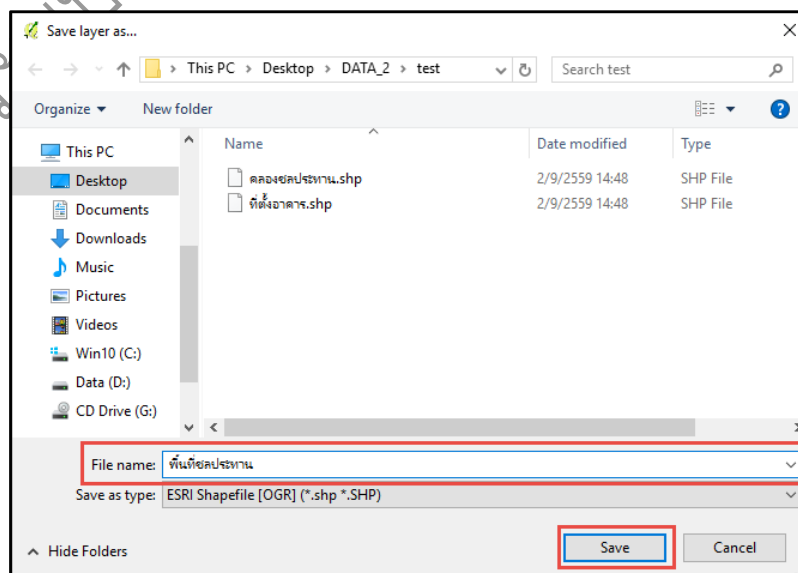 Save layer as...
This PC > Desktop > DATA_2 > test
Search test
Organize
New folder
Name
Date modified
Type
This PC
Desktop
Documents
Downloads
Music
Pictures
Videos
Win10 (C:)
Data (D:)
CD Drive (G:)
คลองชลประทาน.shp 2/9/2559 14:48 SHP File
ที่ตั้งอาคาร.shp 2/9/2559 14:48 SHP File
File name: พื้นที่ชลประทาน
Save as type: ESRI Shapefile [OGR] (*.shp *.SHP)
Hide Folders
Save
Cancel